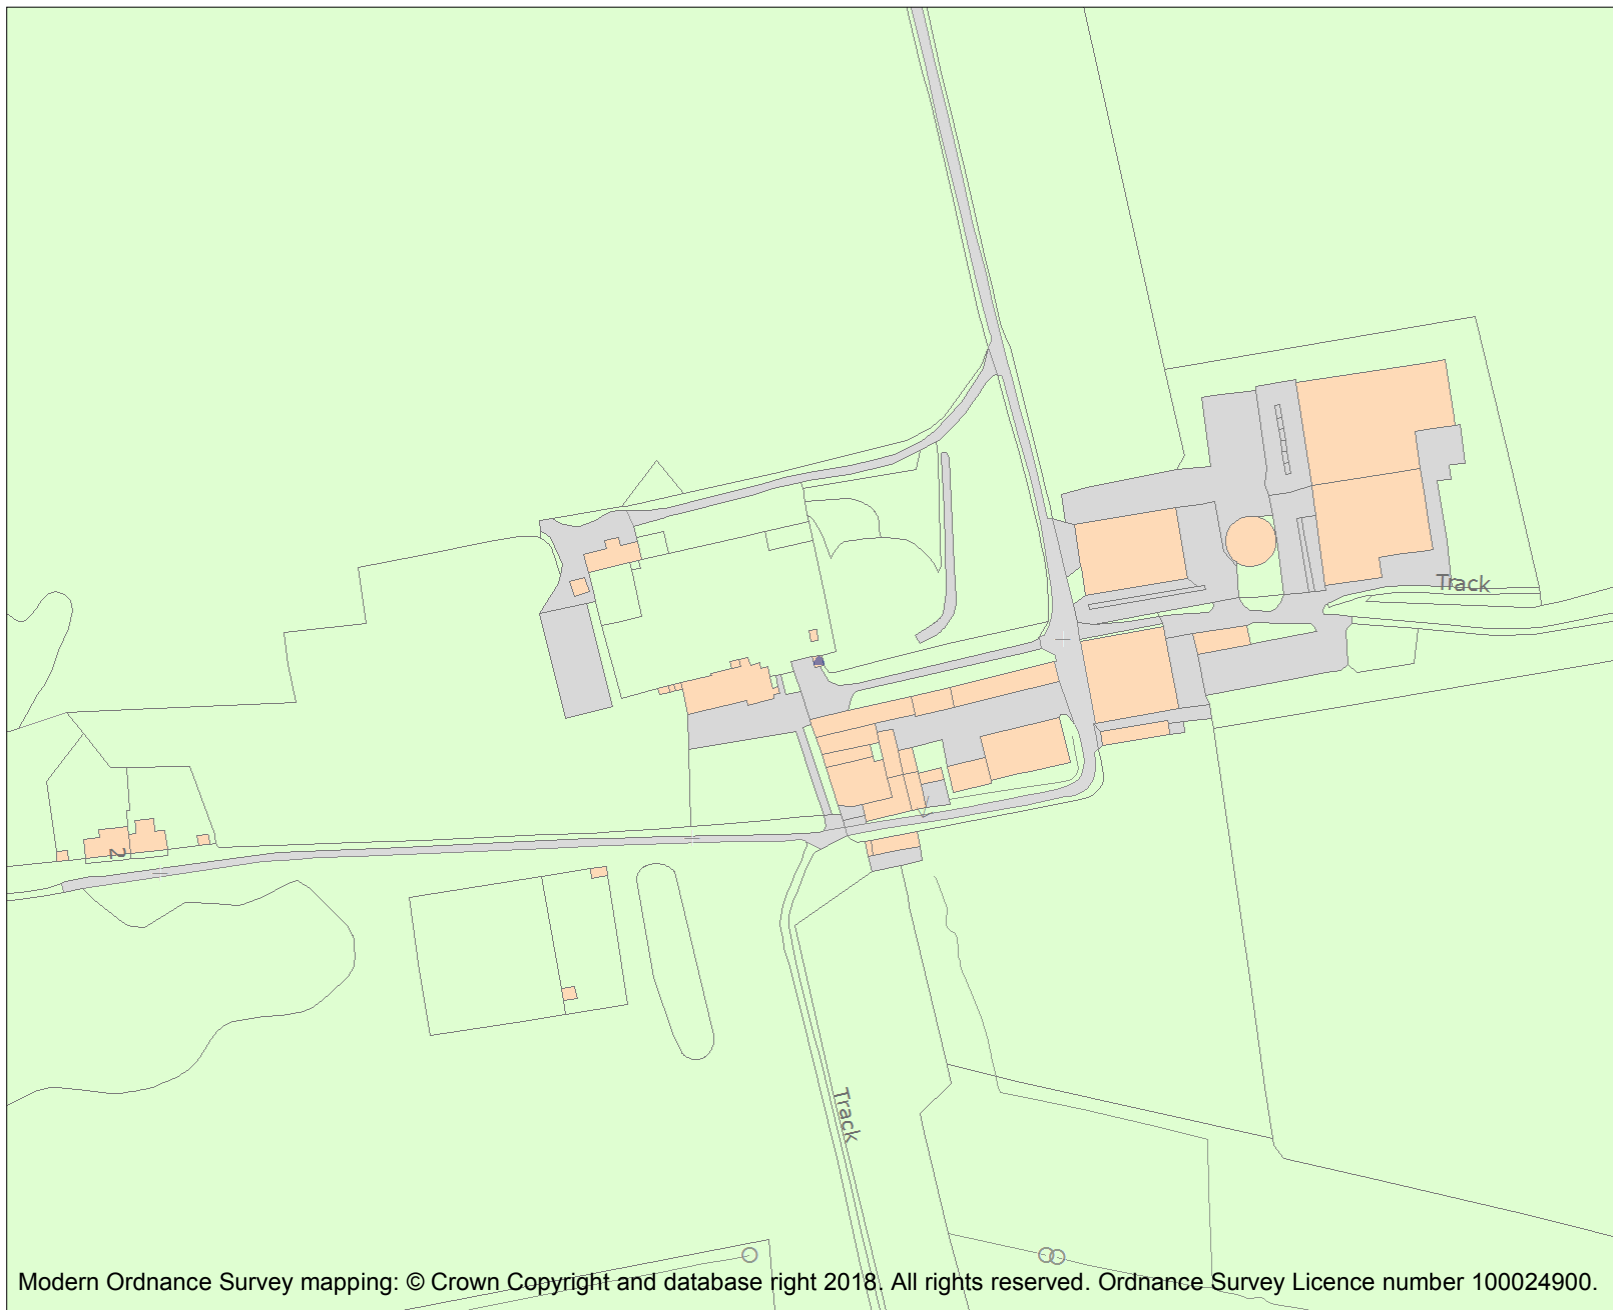 Track
2
Track
Modern Ordnance Survey mapping: © Crown Copyright and database right 2018. All rights reserved. Ordnance Survey Licence number 100024900.